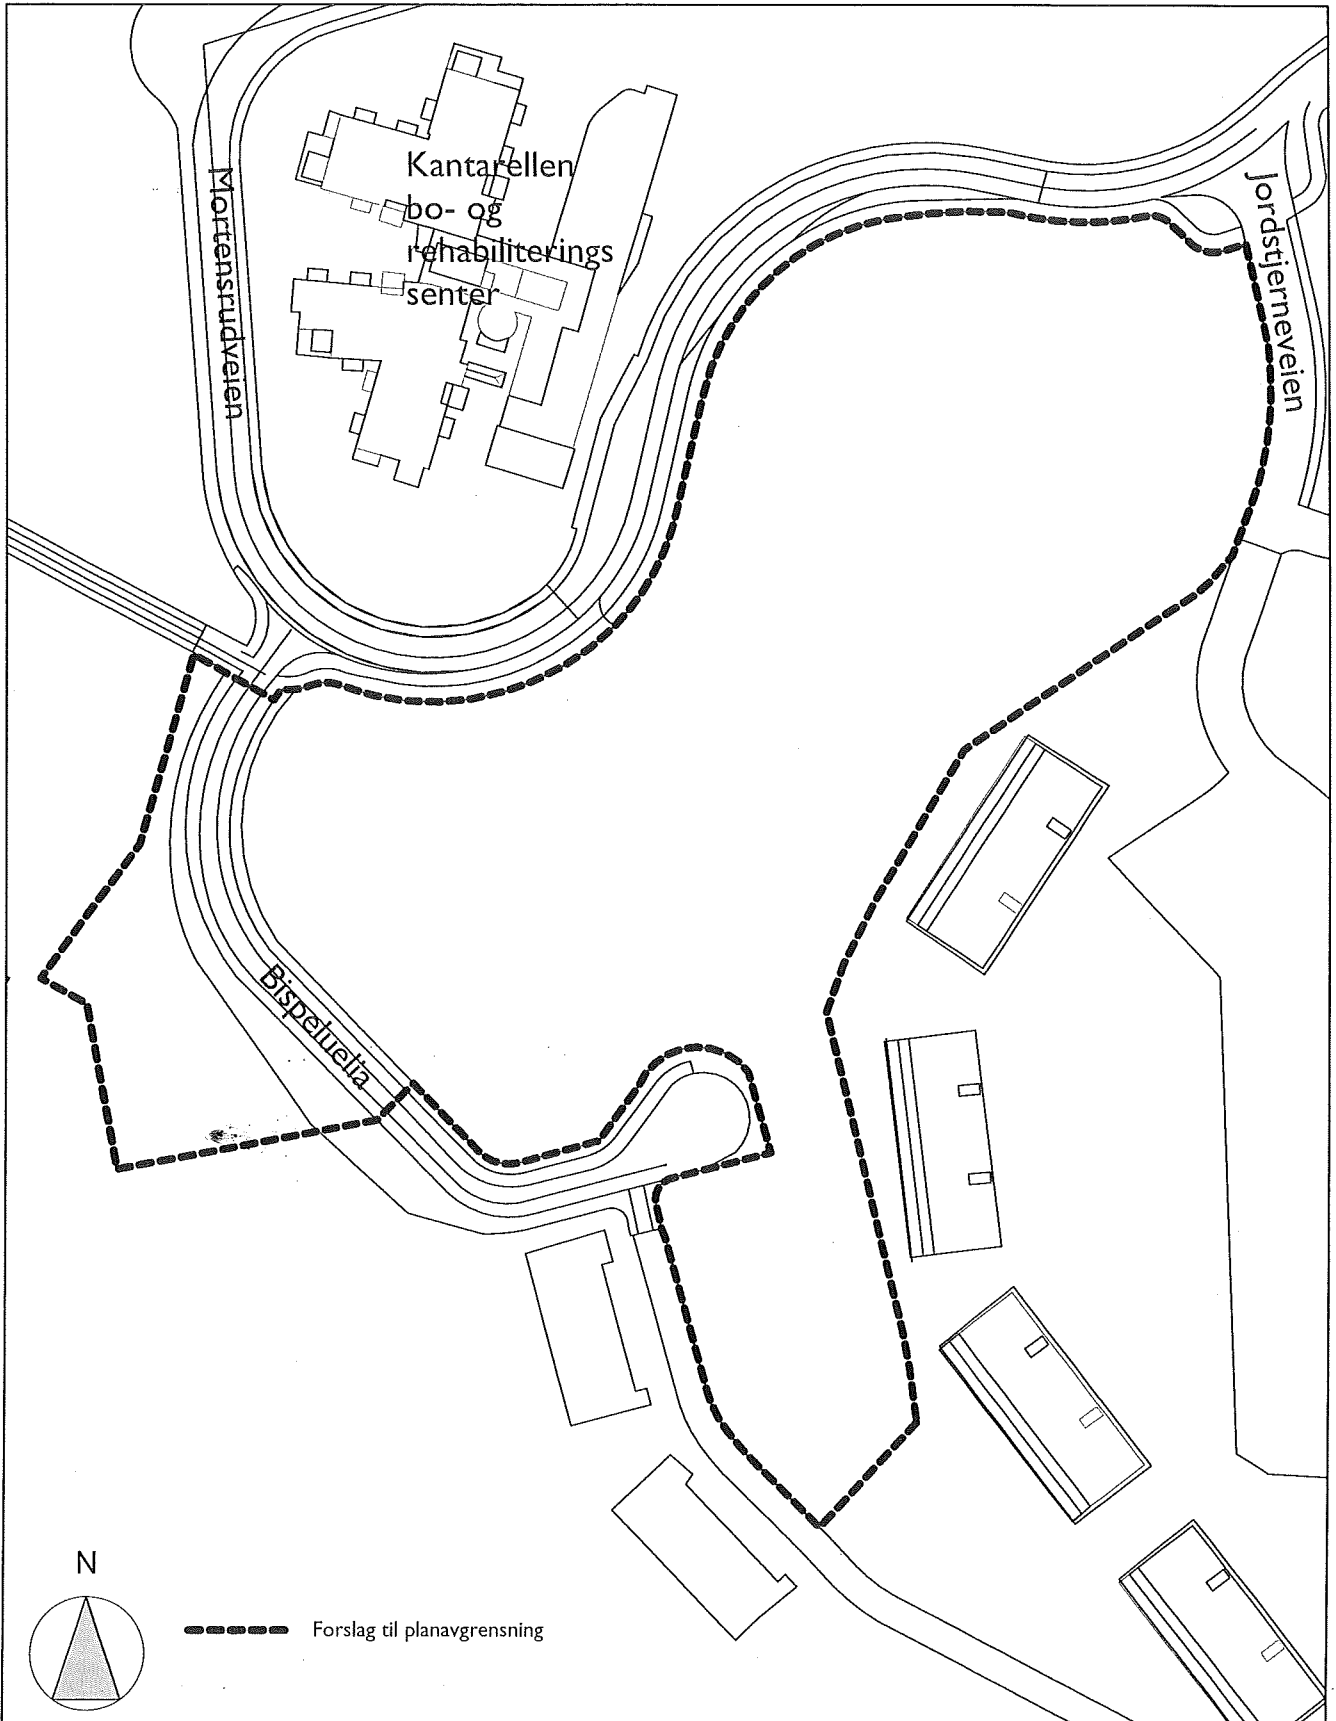 Kantarellen
bo- og
rehabiliterings
senter
Mortensrudveien
Jordstjerneveien
Bispeluelia
N
Forslag til planavgrensning